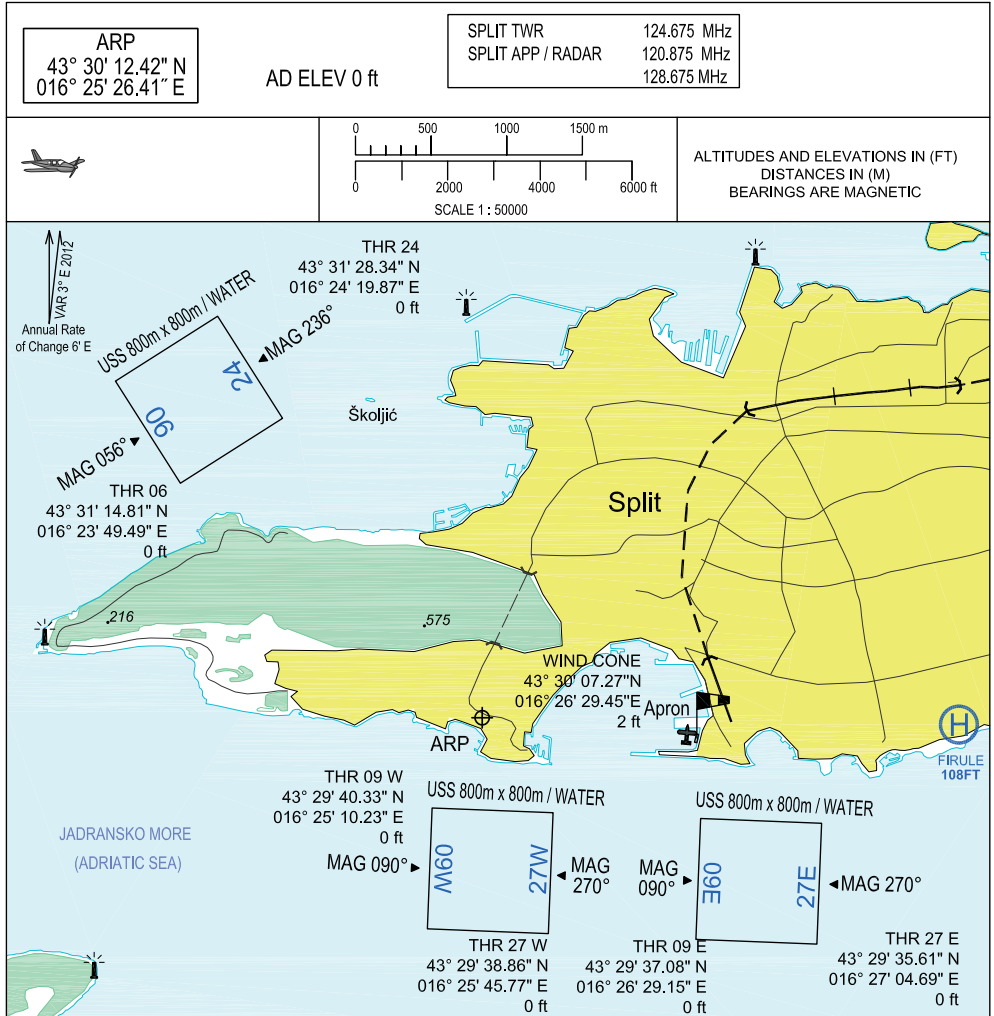 ARP
43° 30' 12.42" N
016° 25' 26.41" E
AD ELEV 0 ft
SPLIT TWR 124.675 MHz
SPLIT APP / RADAR 120.875 MHz
128.675 MHz
0 500 1000 1500 m
0 2000 4000 6000 ft
SCALE 1 : 50000
ALTITUDES AND ELEVATIONS IN (FT)
DISTANCES IN (M)
BEARINGS ARE MAGNETIC
VAR 3° E 2012
Annual Rate
of Change 6' E
THR 24
43° 31' 28.34" N
016° 24' 19.87" E
0 ft
USS 800m x 800m / WATER
MAG 236°
24
06
MAG 056°
THR 06
43° 31' 14.81" N
016° 23' 49.49" E
0 ft
Školjić
Split
216
575
WIND CONE
43° 30' 07.27"N
016° 26' 29.45"E
2 ft
Apron
ARP
H
FIRULE
108FT
THR 09 W
43° 29' 40.33" N
016° 25' 10.23" E
0 ft
USS 800m x 800m / WATER
MAG 090°
09W
27W
MAG
270°
USS 800m x 800m / WATER
MAG
090°
09E
27E
MAG 270°
JADRANSKO MORE
(ADRIATIC SEA)
THR 27 W
43° 29' 38.86" N
016° 25' 45.77" E
0 ft
THR 09 E
43° 29' 37.08" N
016° 26' 29.15" E
0 ft
THR 27 E
43° 29' 35.61" N
016° 27' 04.69" E
0 ft